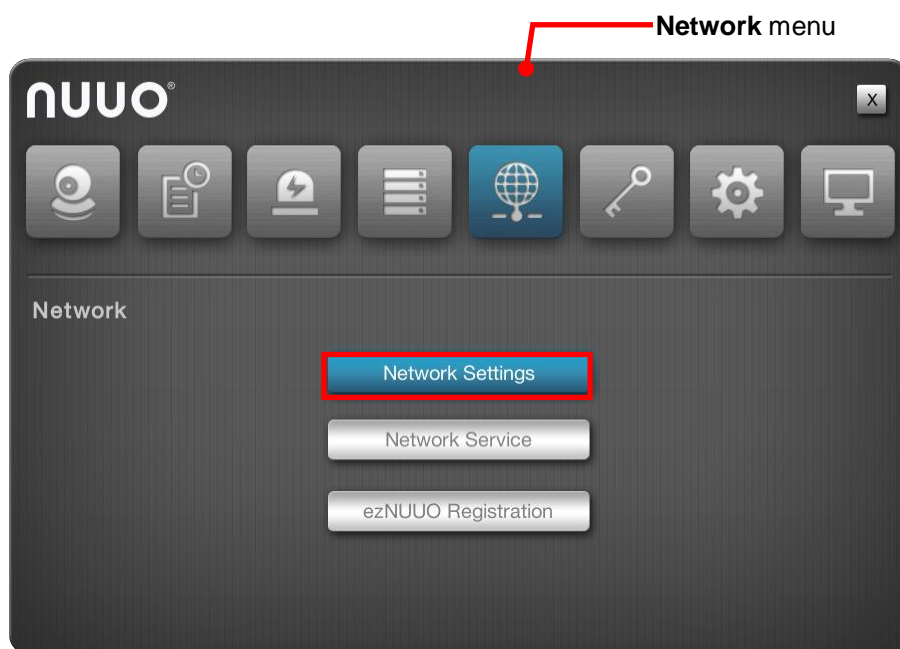 Network menu
nuuo®
X
Network
Network Settings
Network Service
ezNUUO Registration